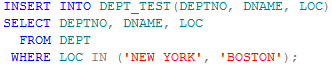 INSERT INTO DEPT_TEST(DEPTNO, DNAME, LOC)
SELECT DEPTNO, DNAME, LOC
FROM DEPT
WHERE LOC IN ('NEW YORK', 'BOSTON');